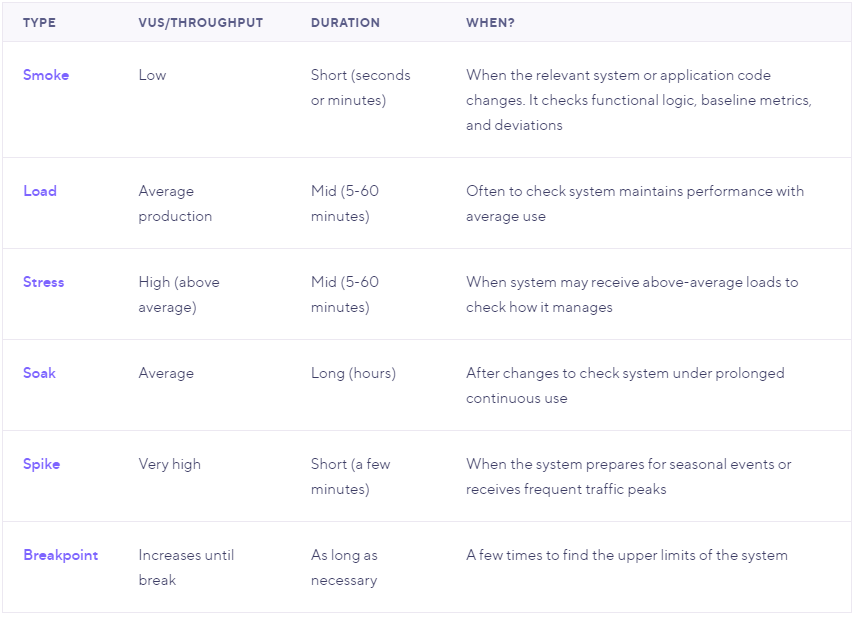 TYPE VUS/THROUGHPUT DURATION WHEN?
Smoke Low Short (seconds When the relevant system or application code
or minutes) changes. It checks functional logic, baseline metrics,
and deviations
Load Average Mid (5-60 Often to check system maintains performance with
production minutes) average use
Stress High (above Mid (5-60 When system may receive above-average loads to
average) minutes) check how it manages
Soak Average Long (hours) After changes to check system under prolonged
continuous use
Spike Very high Short (a few When the system prepares for seasonal events or
minutes) receives frequent traffic peaks
Breakpoint Increases until As long as A few times to find the upper limits of the system
break necessary